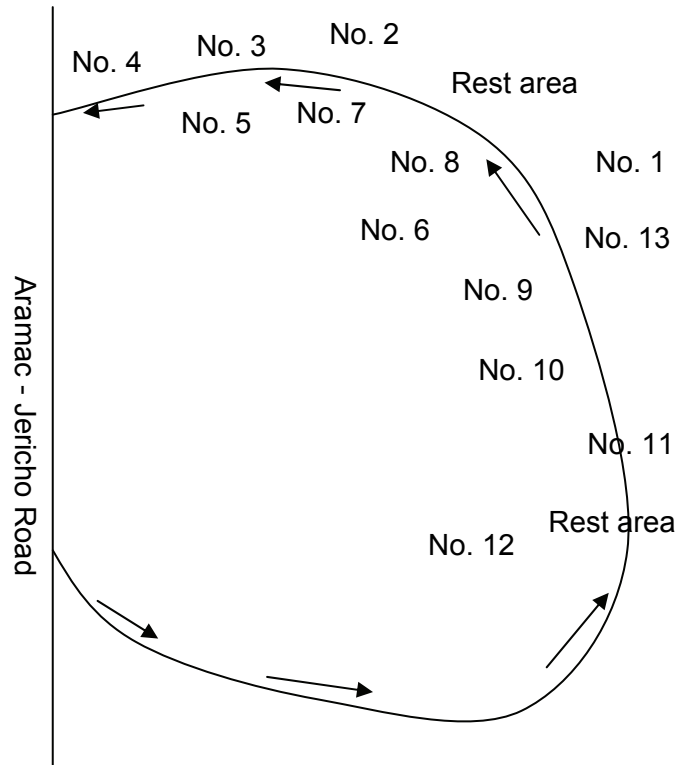 No. 2
No. 3
No. 4
Rest area
No. 7
No. 5
No. 8
No. 1
No. 6
No. 13
No. 9
Aramac - Jericho Road
No. 10
No. 11
Rest area
No. 12